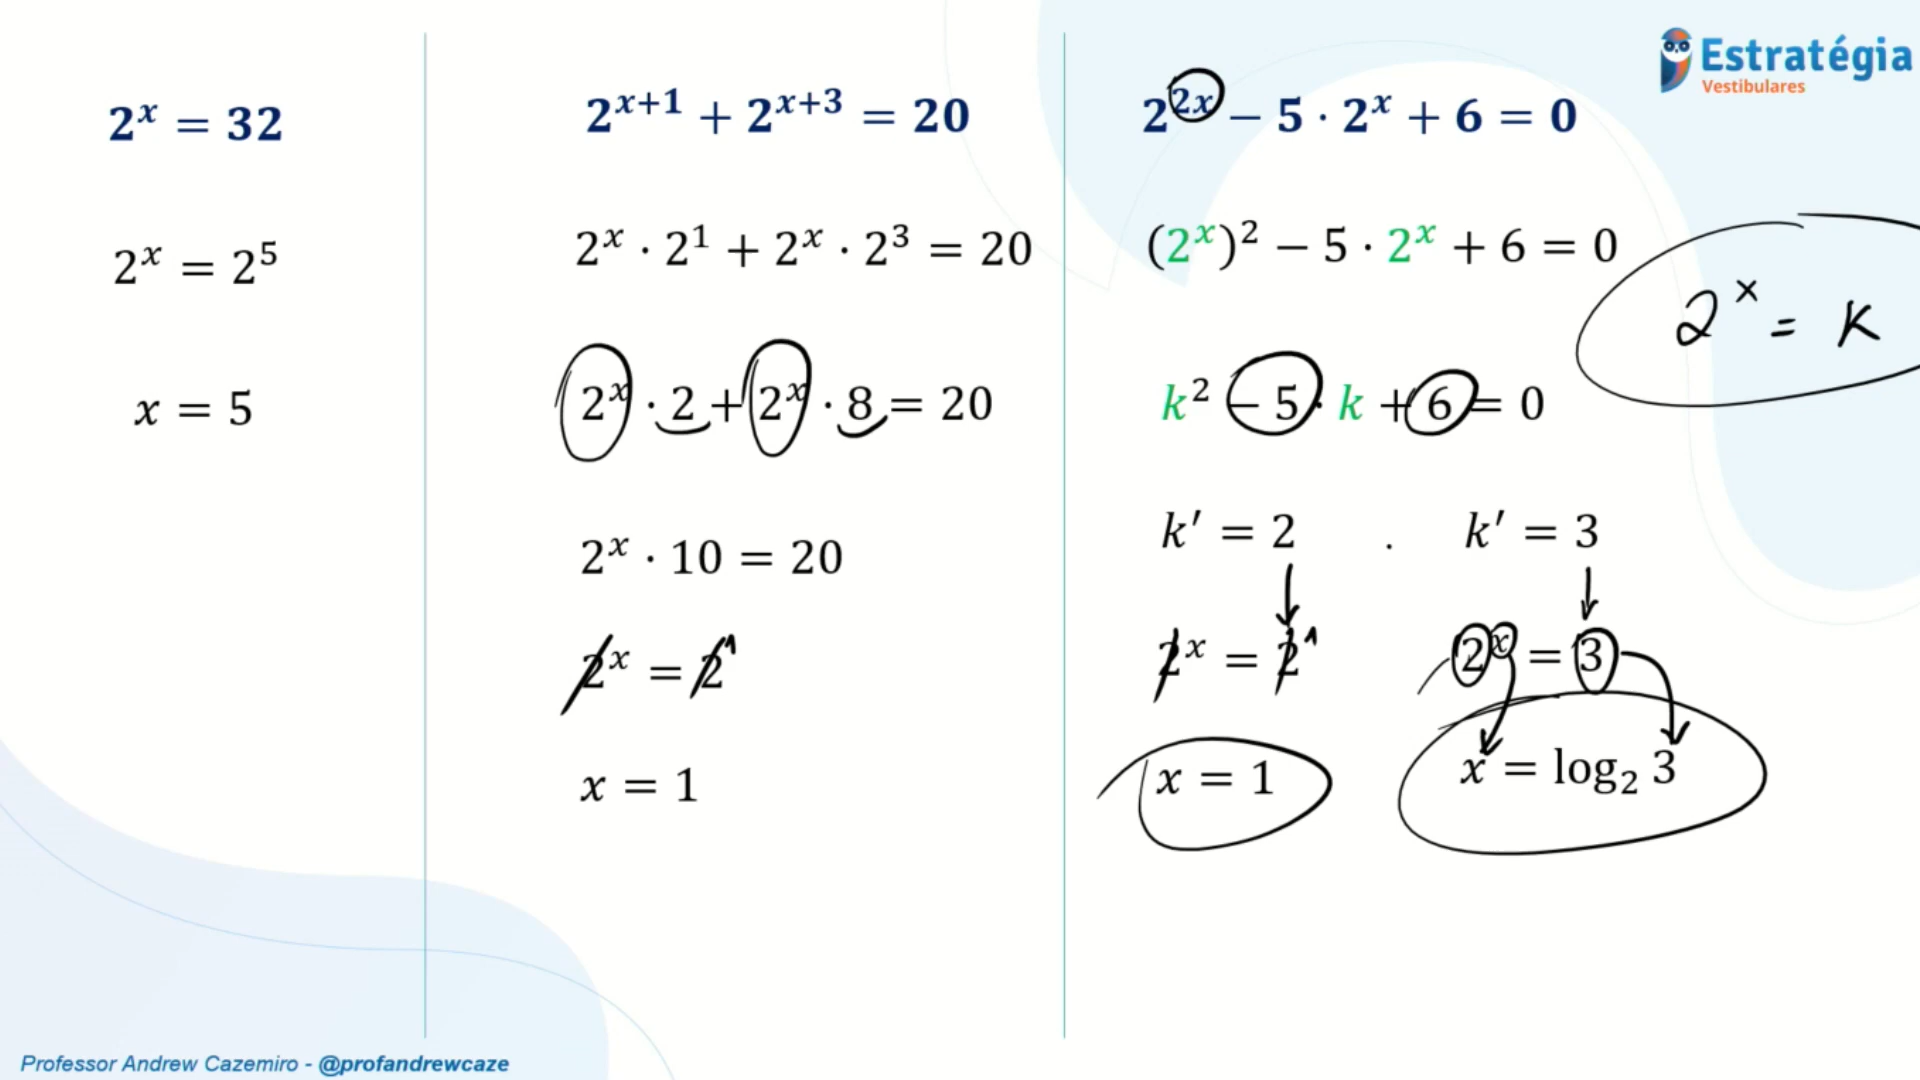 Estratégia
Vestibulares
2^x = 32
2^x = 2^5
x = 5
2^{x+1} + 2^{x+3} = 20
2^x · 2^1 + 2^x · 2^3 = 20
2^x · 2 + 2^x · 8 = 20
2^x · 10 = 20
2^x = 2^1
x = 1
2^{2x} − 5 · 2^x + 6 = 0
(2^x)^2 − 5 · 2^x + 6 = 0
2^x = K
k^2 − 5 · k + 6 = 0
k′ = 2 k′ = 3
2^x = 2^1 2^x = 3
x = 1 x = log_2 3
Professor Andrew Cazemiro - @profandrewcaze